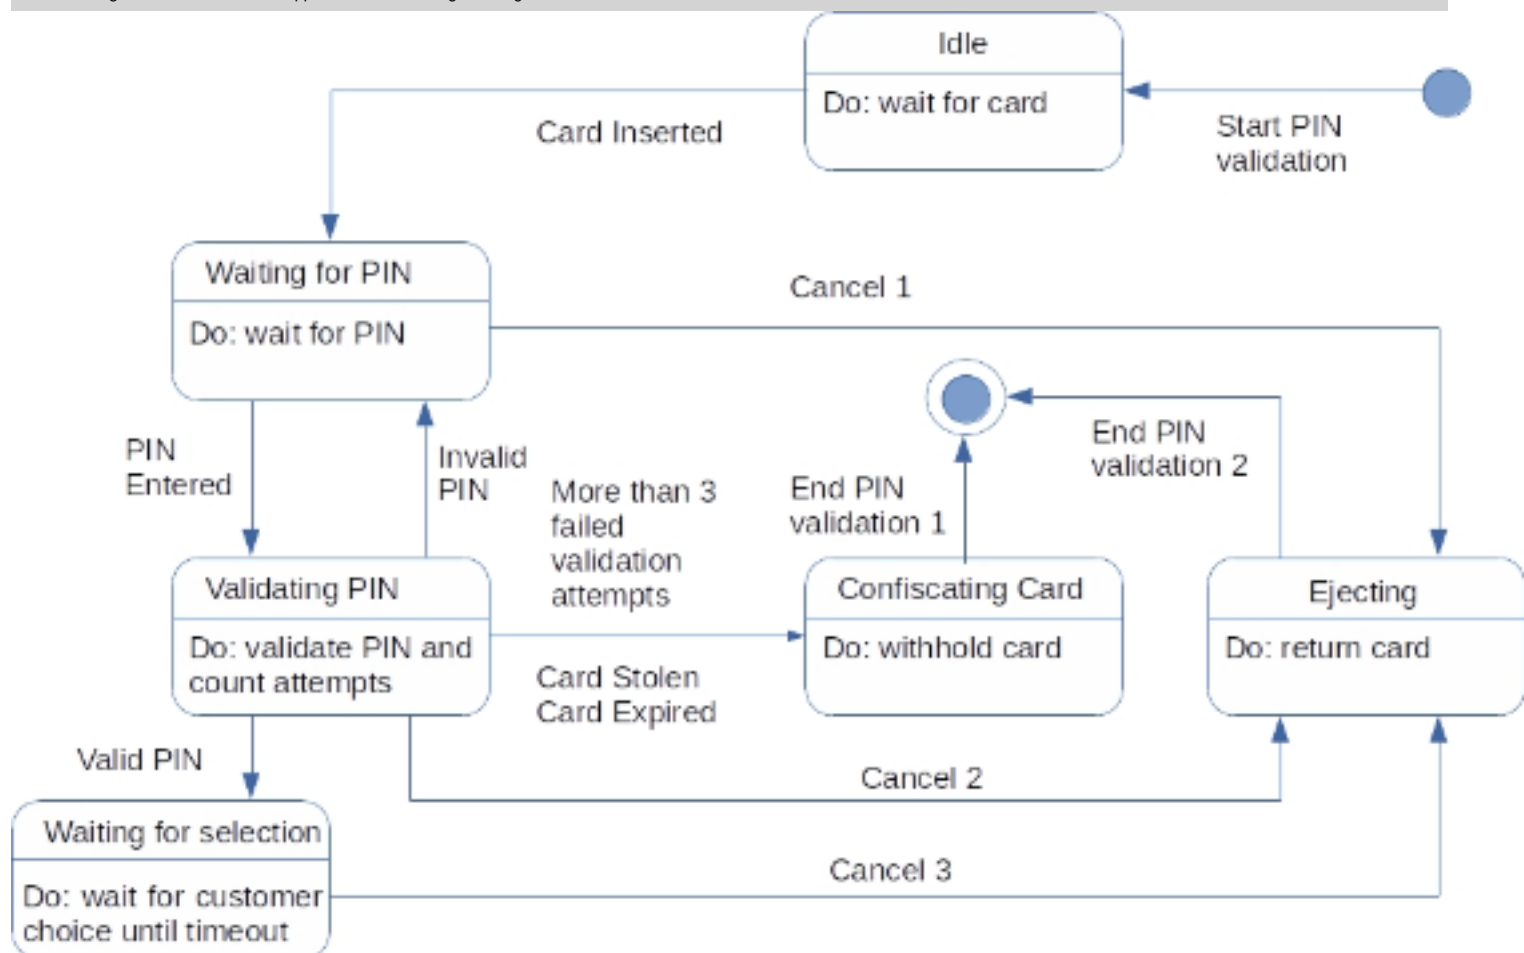 Idle
Do: wait for card
Start PIN
validation
Card Inserted
Waiting for PIN
Do: wait for PIN
Cancel 1
PIN
Entered
Invalid
PIN
More than 3
failed
validation
attempts
End PIN
validation 1
End PIN
validation 2
Validating PIN
Do: validate PIN and
count attempts
Card Stolen
Card Expired
Confiscating Card
Do: withhold card
Ejecting
Do: return card
Valid PIN
Cancel 2
Waiting for selection
Do: wait for customer
choice until timeout
Cancel 3